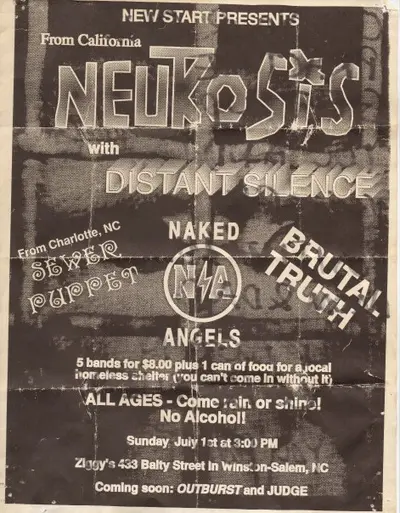 NEW START PRESENTS
From California
NEUROSIS
with
DISTANT SILENCE
From Charlotte, NC
SEWER
PUPPET
NAKED
N/A
ANGELS
BRUTAL
TRUTH
5 bands for $8.00 plus 1 can of food for a local
homeless shelter (you can't come in without it)
ALL AGES - Come rain or shine!
No Alcohol!
Sunday July 1st at 3:00 PM
Ziggy's 433 Baity Street in Winston-Salem, NC
Coming soon: OUTBURST and JUDGE